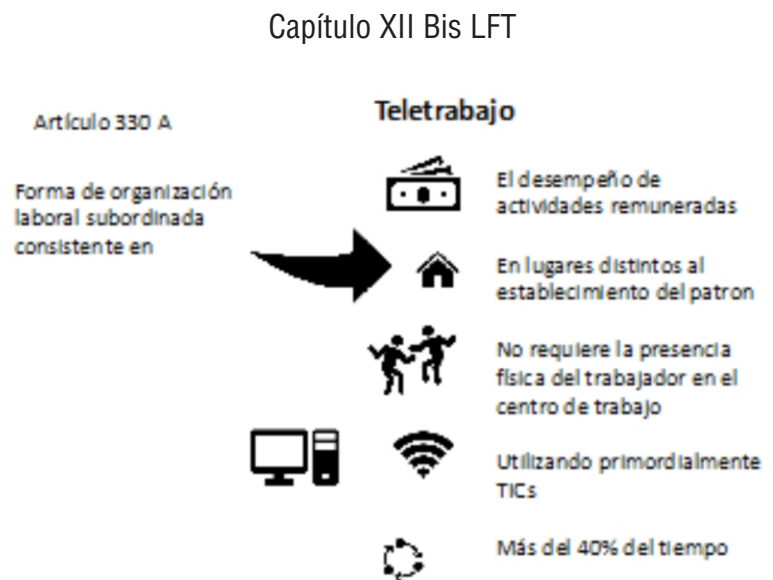 Capítulo XII Bis LFT
Artículo 330 A
Teletrabajo
Forma de organización
laboral subordinada
consistente en
El desempeño de
actividades remuneradas
En lugares distintos al
establecimiento del patron
No requiere la presencia
física del trabajador en el
centro de trabajo
Utilizando primordialmente
TICs
Más del 40% del tiempo